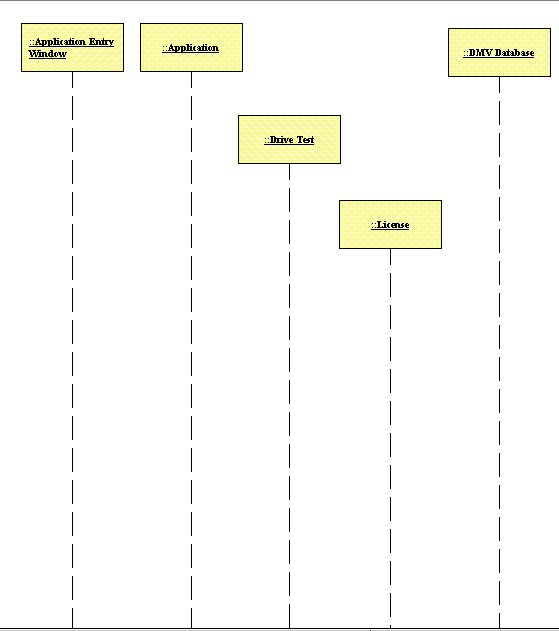 ::Application Entry
Window
::Application
::DMV Database
::Drive Test
::License